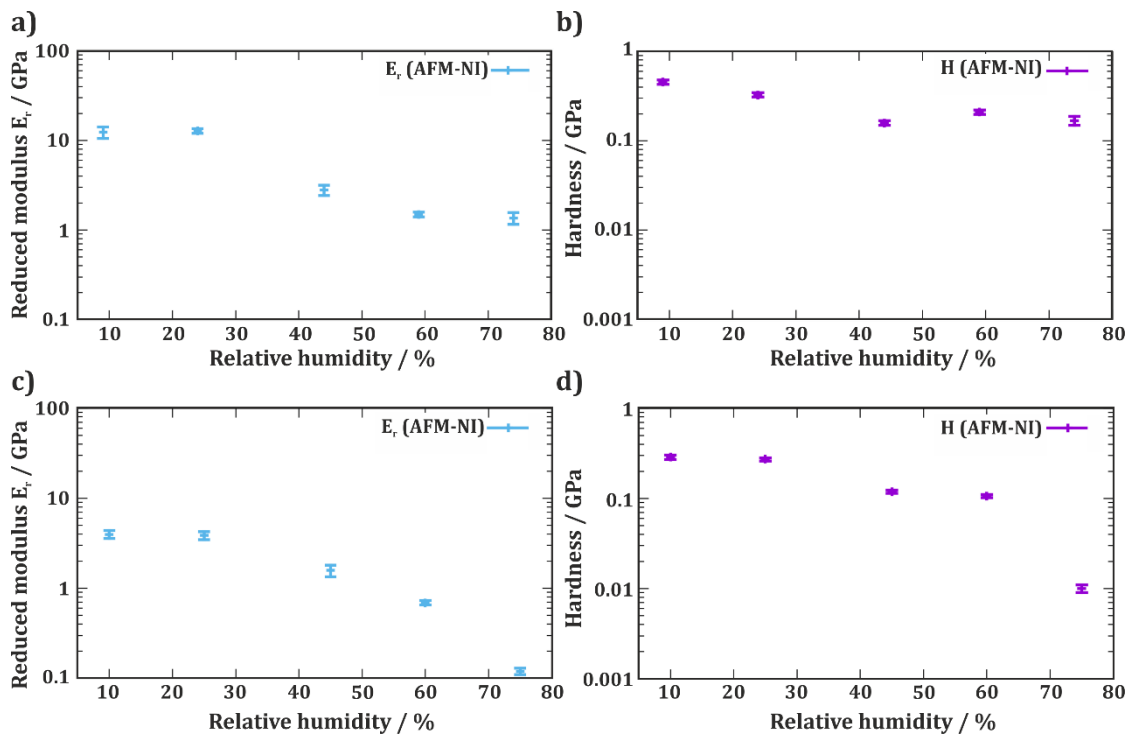 a)
Reduced modulus E_r / GPa
100
10
1
0.1
E_r (AFM-NI)
10 20 30 40 50 60 70 80
Relative humidity / %
b)
Hardness / GPa
1
0.1
0.01
0.001
H (AFM-NI)
10 20 30 40 50 60 70 80
Relative humidity / %
c)
Reduced modulus E_r / GPa
100
10
1
0.1
E_r (AFM-NI)
10 20 30 40 50 60 70 80
Relative humidity / %
d)
Hardness / GPa
1
0.1
0.01
0.001
H (AFM-NI)
10 20 30 40 50 60 70 80
Relative humidity / %